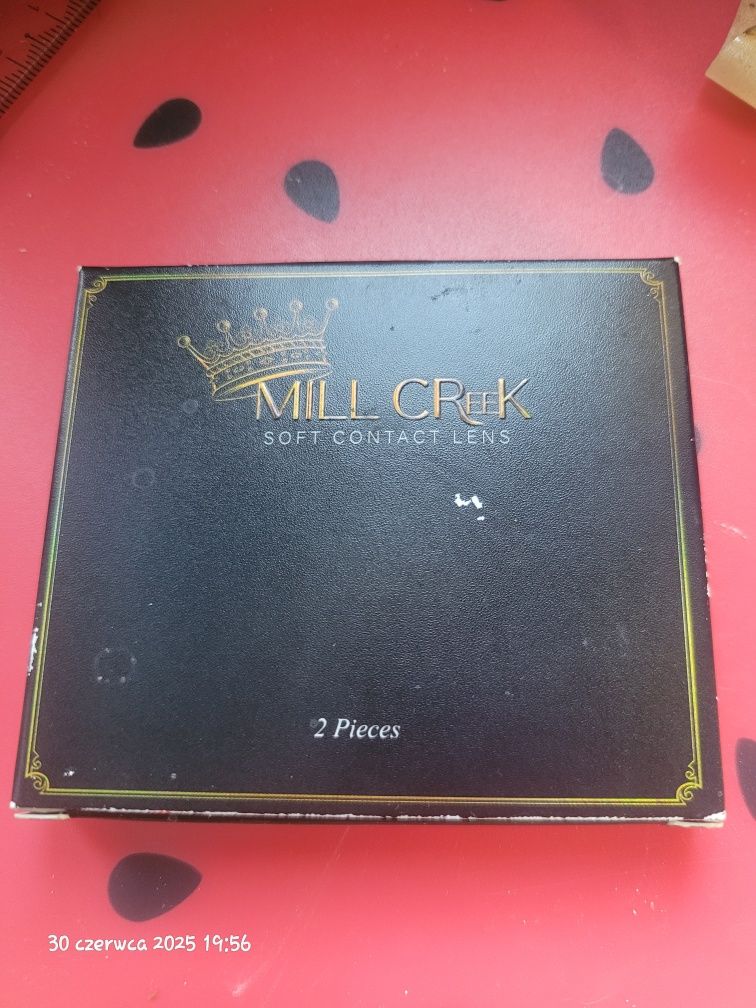 MILL CREEK
SOFT CONTACT LENS
2 Pieces
30 czerwca 2025 19:56